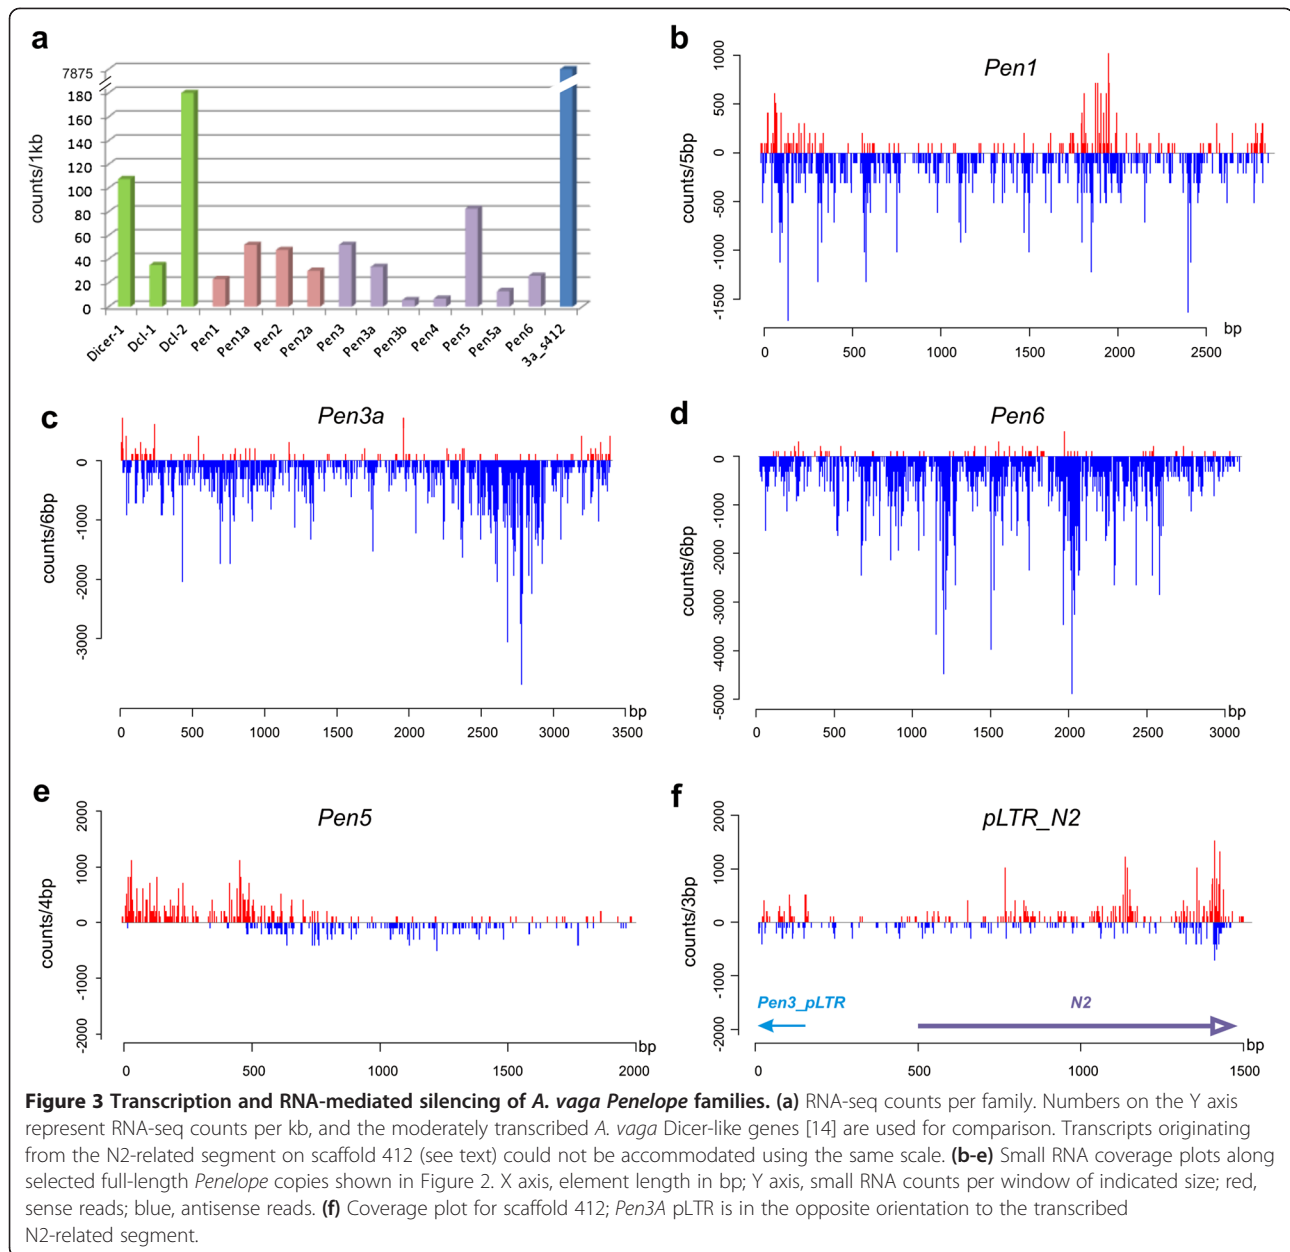 a
counts/1kb
7875
180
160
140
120
100
80
60
40
20
0
Dicer-1 Dcl-1 Dcl-2 Pen1 Pen1a Pen2 Pen2a Pen3 Pen3a Pen3b Pen4 Pen5 Pen5a Pen6 3a_s412
b
Pen1
counts/5bp
1000
500
0
-500
-1000
-1500
0 500 1000 1500 2000 2500 bp
c
Pen3a
counts/6bp
0
-1000
-2000
-3000
0 500 1000 1500 2000 2500 3000 3500 bp
d
Pen6
counts/6bp
0
-1000
-2000
-3000
-4000
-5000
0 500 1000 1500 2000 2500 3000 bp
e
Pen5
counts/4bp
2000
1000
0
-1000
-2000
0 500 1000 1500 2000 bp
f
pLTR_N2
counts/3bp
2000
1000
0
-1000
-2000
Pen3_pLTR
N2
0 500 1000 1500 bp
Figure 3 Transcription and RNA-mediated silencing of A. vaga Penelope families. (a) RNA-seq counts per family. Numbers on the Y axis
represent RNA-seq counts per kb, and the moderately transcribed A. vaga Dicer-like genes [14] are used for comparison. Transcripts originating
from the N2-related segment on scaffold 412 (see text) could not be accommodated using the same scale. (b-e) Small RNA coverage plots along
selected full-length Penelope copies shown in Figure 2. X axis, element length in bp; Y axis, small RNA counts per window of indicated size; red,
sense reads; blue, antisense reads. (f) Coverage plot for scaffold 412; Pen3A pLTR is in the opposite orientation to the transcribed
N2-related segment.